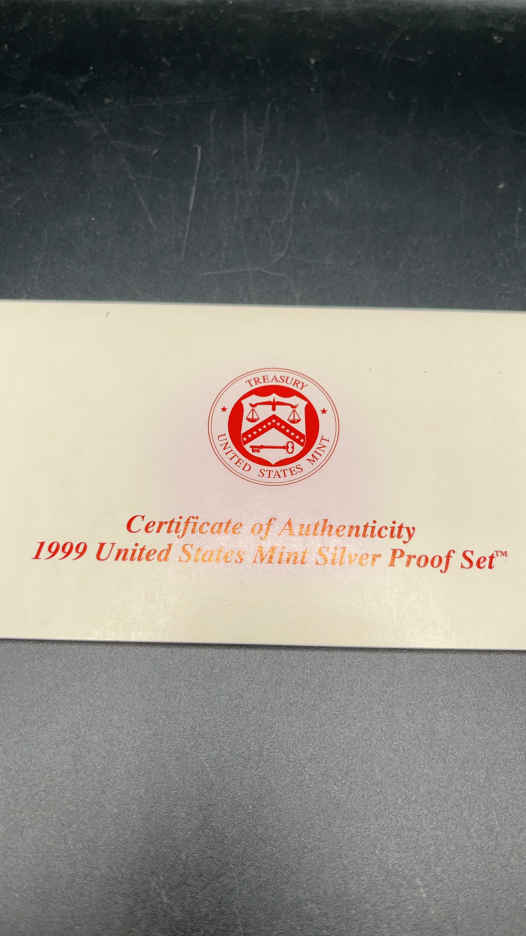 TREASURY
UNITED STATES MINT
Certificate of Authenticity
1999 United States Mint Silver Proof Set™